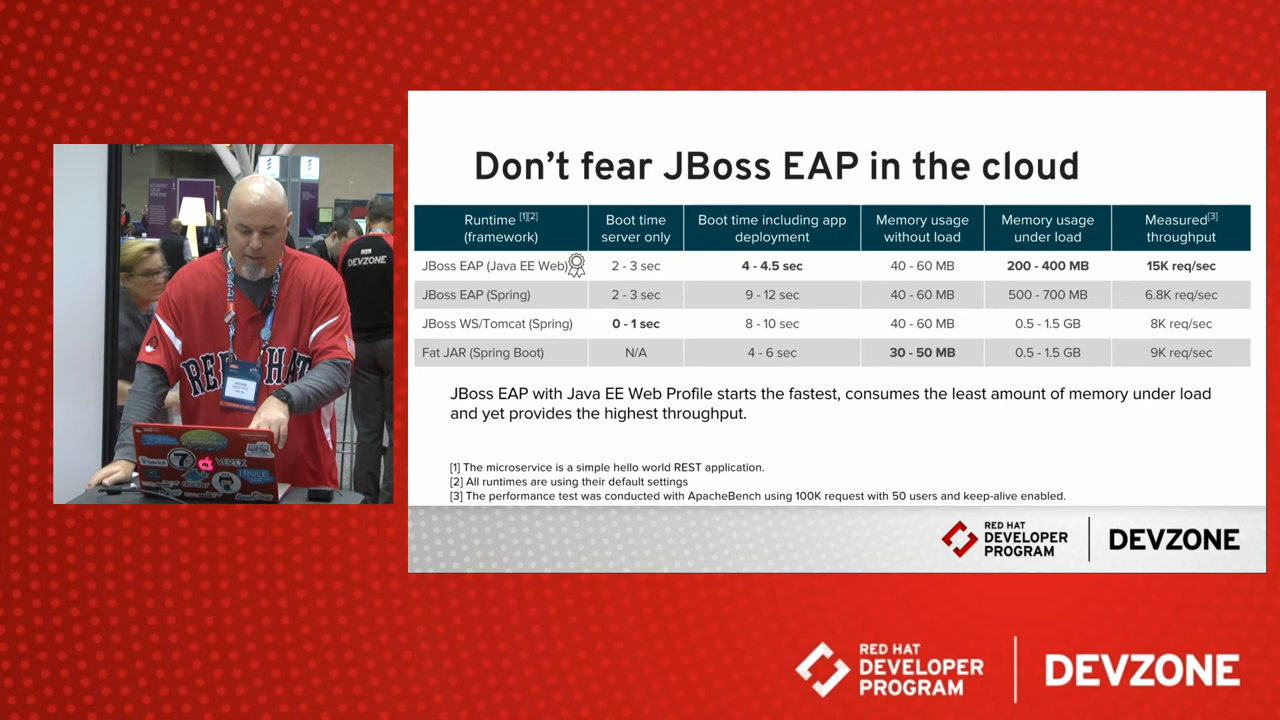 Don't fear JBoss EAP in the cloud
Runtime [1][2]
(framework)
Boot time
server only
Boot time including app
deployment
Memory usage
without load
Memory usage
under load
Measured[3]
throughput
JBoss EAP (Java EE Web) 2 - 3 sec 4 - 4.5 sec 40 - 60 MB 200 - 400 MB 15K req/sec
JBoss EAP (Spring) 2 - 3 sec 9 - 12 sec 40 - 60 MB 500 - 700 MB 6.8K req/sec
JBoss WS/Tomcat (Spring) 0 - 1 sec 8 - 10 sec 40 - 60 MB 0.5 - 1.5 GB 8K req/sec
Fat JAR (Spring Boot) N/A 4 - 6 sec 30 - 50 MB 0.5 - 1.5 GB 9K req/sec
JBoss EAP with Java EE Web Profile starts the fastest, consumes the least amount of memory under load
and yet provides the highest throughput.
[1] The microservice is a simple hello world REST application.
[2] All runtimes are using their default settings
[3] The performance test was conducted with ApacheBench using 100K request with 50 users and keep-alive enabled.
RED HAT
DEVELOPER
PROGRAM
DEVZONE
DEVZONE
RED HAT
VERT.X
RED HAT
DEVELOPER
PROGRAM
DEVZONE